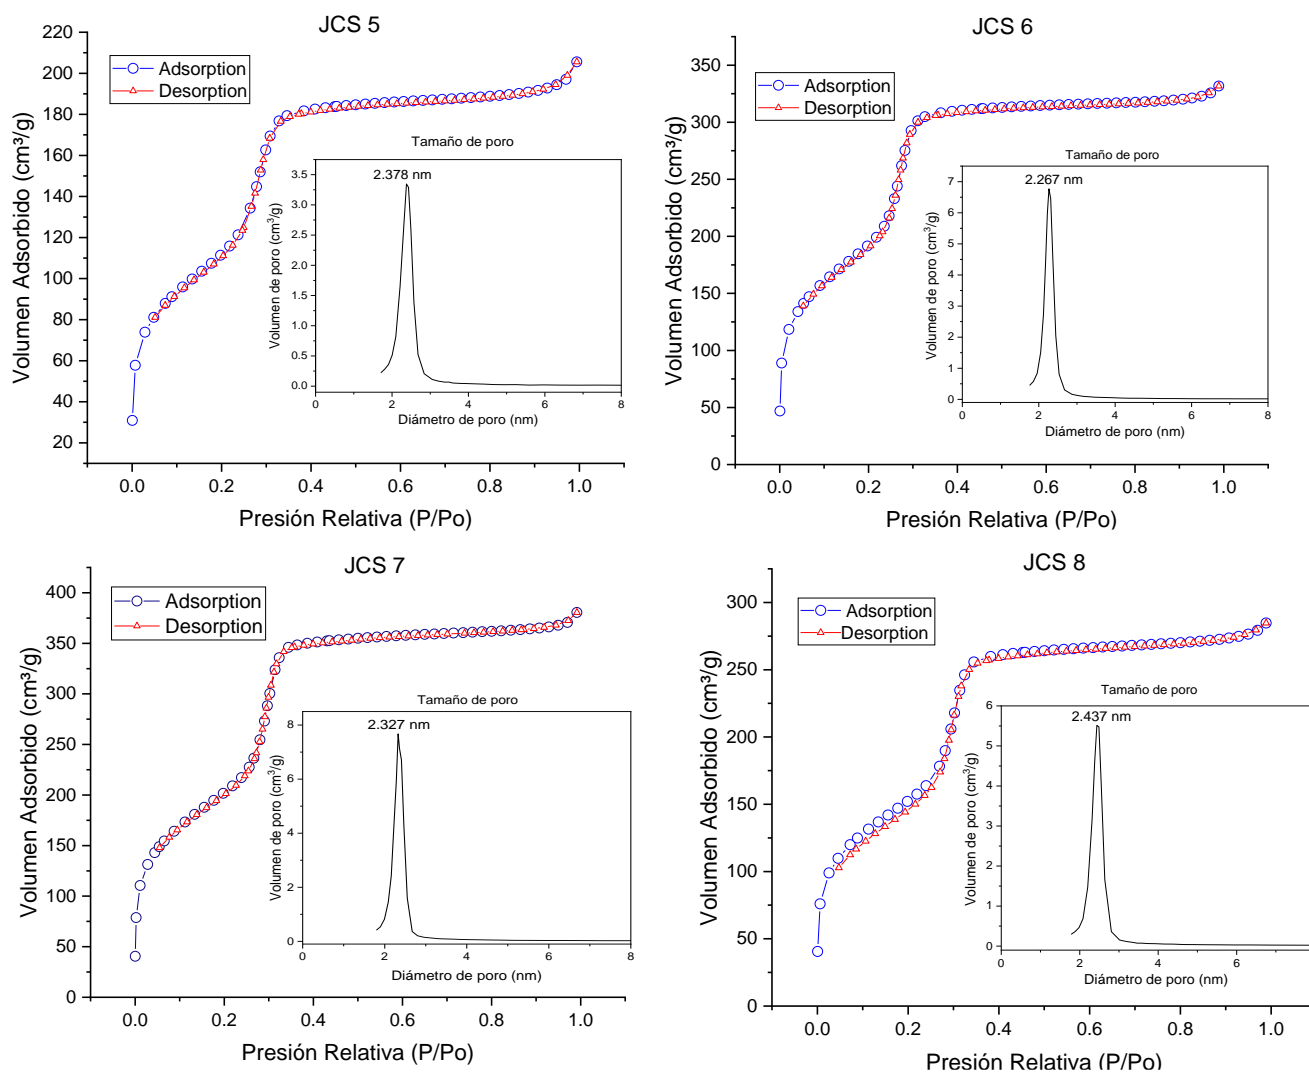 JCS 5
Adsorption
Desorption
220
200
180
160
140
120
100
80
60
40
20
Volumen Adsorbido (cm³/g)
0.0 0.2 0.4 0.6 0.8 1.0
Presión Relativa (P/Po)
Tamaño de poro
2.378 nm
3.5
3.0
2.5
2.0
1.5
1.0
0.5
0.0
Volumen de poro (cm³/g)
0 2 4 6 8
Diámetro de poro (nm)
JCS 6
Adsorption
Desorption
350
300
250
200
150
100
50
0
Volumen Adsorbido (cm³/g)
0.0 0.2 0.4 0.6 0.8 1.0
Presión Relativa (P/Po)
Tamaño de poro
2.267 nm
7
6
5
4
3
2
1
0
Volumen de poro (cm³/g)
0 2 4 6 8
Diámetro de poro (nm)
JCS 7
Adsorption
Desorption
400
350
300
250
200
150
100
50
0
Volumen Adsorbido (cm³/g)
0.0 0.2 0.4 0.6 0.8 1.0
Presión Relativa (P/Po)
Tamaño de poro
2.327 nm
8
6
4
2
0
Volumen de poro (cm³/g)
0 2 4 6 8
Diámetro de poro (nm)
JCS 8
Adsorption
Desorption
300
250
200
150
100
50
0
Volumen Adsorbido (cm³/g)
0.0 0.2 0.4 0.6 0.8 1.0
Presión Relativa (P/Po)
Tamaño de poro
2.437 nm
6
5
4
3
2
1
0
Volumen de poro (cm³/g)
0 2 4 6
Diámetro de poro (nm)